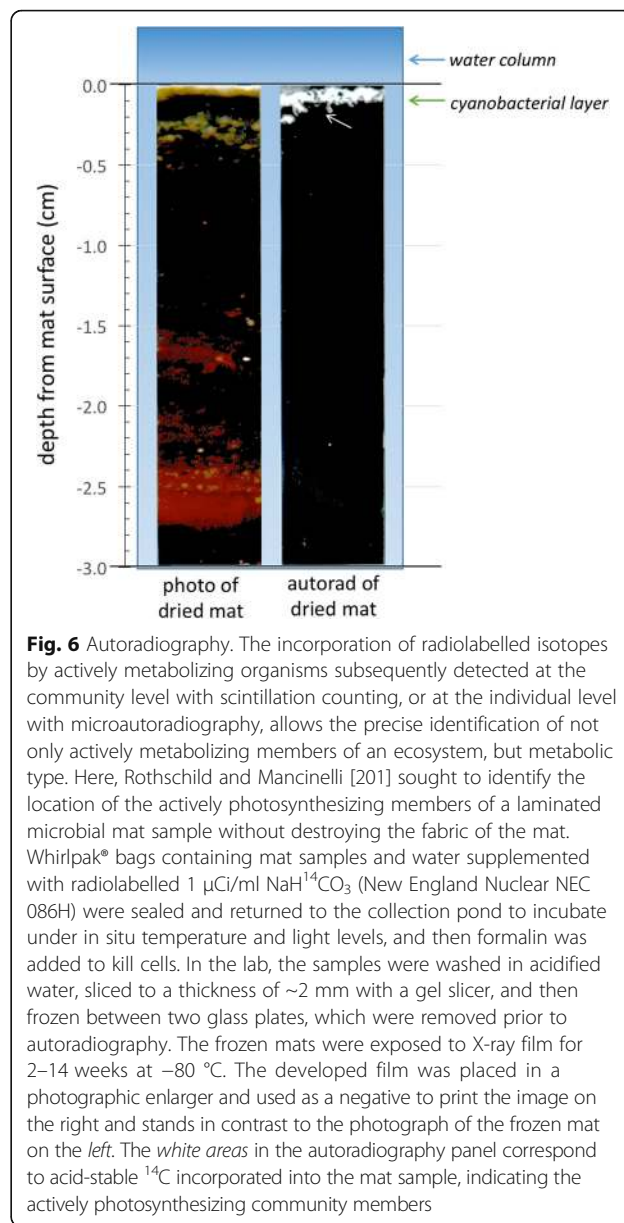 water column
0.0
cyanobacterial layer
-0.5
-1.0
-1.5
-2.0
-2.5
-3.0
depth from mat surface (cm)
photo of
dried mat
autorad of
dried mat
Fig. 6 Autoradiography. The incorporation of radiolabelled isotopes
by actively metabolizing organisms subsequently detected at the
community level with scintillation counting, or at the individual level
with microautoradiography, allows the precise identification of not
only actively metabolizing members of an ecosystem, but metabolic
type. Here, Rothschild and Mancinelli [201] sought to identify the
location of the actively photosynthesizing members of a laminated
microbial mat sample without destroying the fabric of the mat.
Whirlpak® bags containing mat samples and water supplemented
with radiolabelled 1 μCi/ml NaH¹⁴CO₃ (New England Nuclear NEC
086H) were sealed and returned to the collection pond to incubate
under in situ temperature and light levels, and then formalin was
added to kill cells. In the lab, the samples were washed in acidified
water, sliced to a thickness of ~2 mm with a gel slicer, and then
frozen between two glass plates, which were removed prior to
autoradiography. The frozen mats were exposed to X-ray film for
2–14 weeks at −80 °C. The developed film was placed in a
photographic enlarger and used as a negative to print the image on
the right and stands in contrast to the photograph of the frozen mat
on the left. The white areas in the autoradiography panel correspond
to acid-stable ¹⁴C incorporated into the mat sample, indicating the
actively photosynthesizing community members